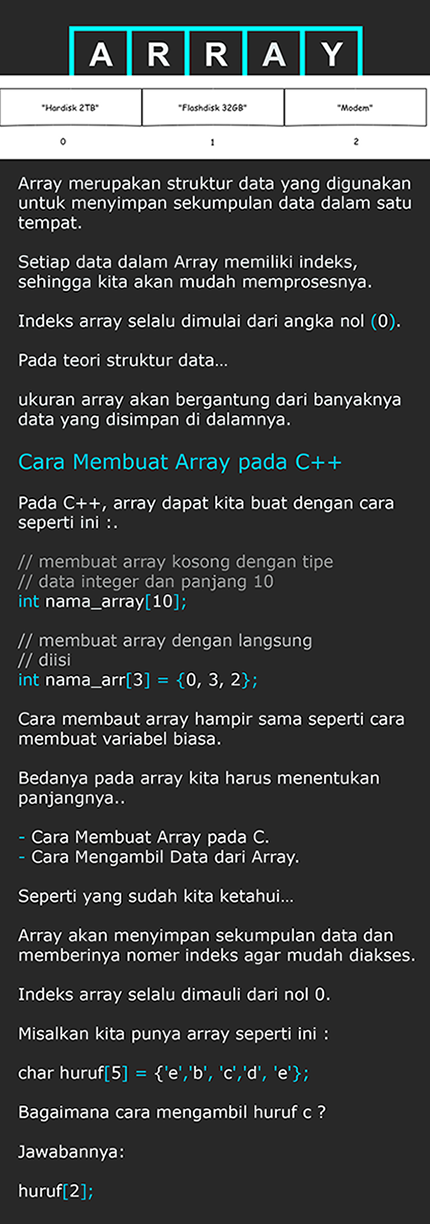 ARRAY
"Hardisk 2TB" "Flashdisk 32GB" "Modem"
0 1 2
Array merupakan struktur data yang digunakan
untuk menyimpan sekumpulan data dalam satu
tempat.
Setiap data dalam Array memiliki indeks,
sehingga kita akan mudah memprosesnya.
Indeks array selalu dimulai dari angka nol (0).
Pada teori struktur data...
ukuran array akan bergantung dari banyaknya
data yang disimpan di dalamnya.
Cara Membuat Array pada C++
Pada C++, array dapat kita buat dengan cara
seperti ini :.
// membuat array kosong dengan tipe
// data integer dan panjang 10
int nama_array[10];
// membuat array dengan langsung
// diisi
int nama_arr[3] = {0, 3, 2};
Cara membaut array hampir sama seperti cara
membuat variabel biasa.
Bedanya pada array kita harus menentukan
panjangnya..
- Cara Membuat Array pada C.
- Cara Mengambil Data dari Array.
Seperti yang sudah kita ketahui...
Array akan menyimpan sekumpulan data dan
memberinya nomer indeks agar mudah diakses.
Indeks array selalu dimauli dari nol 0.
Misalkan kita punya array seperti ini :
char huruf[5] = {'e','b', 'c','d', 'e'};
Bagaimana cara mengambil huruf c ?
Jawabannya:
huruf[2];